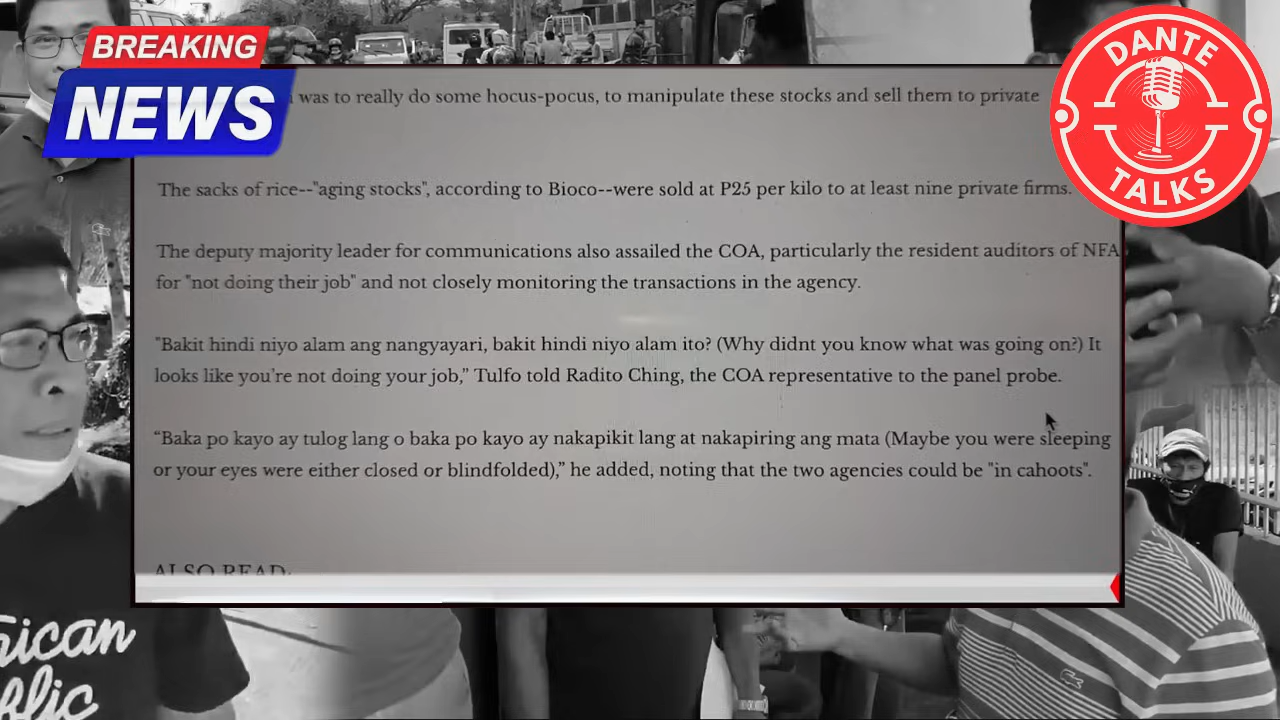 BREAKING
NEWS
DANTE
TALKS
was to really do some hocus-pocus, to manipulate these stocks and sell them to private
The sacks of rice--"aging stocks", according to Bioco--were sold at P25 per kilo to at least nine private firms.
The deputy majority leader for communications also assailed the COA, particularly the resident auditors of NFA
for "not doing their job" and not closely monitoring the transactions in the agency.
"Bakit hindi niyo alam ang nangyayari, bakit hindi niyo alam ito? (Why didnt you know what was going on?) It
looks like you're not doing your job,” Tulfo told Radito Ching, the COA representative to the panel probe.
“Baka po kayo ay tulog lang o baka po kayo ay nakapikit lang at nakapiring ang mata (Maybe you were sleeping
or your eyes were either closed or blindfolded),” he added, noting that the two agencies could be "in cahoots".
ALSO READ: